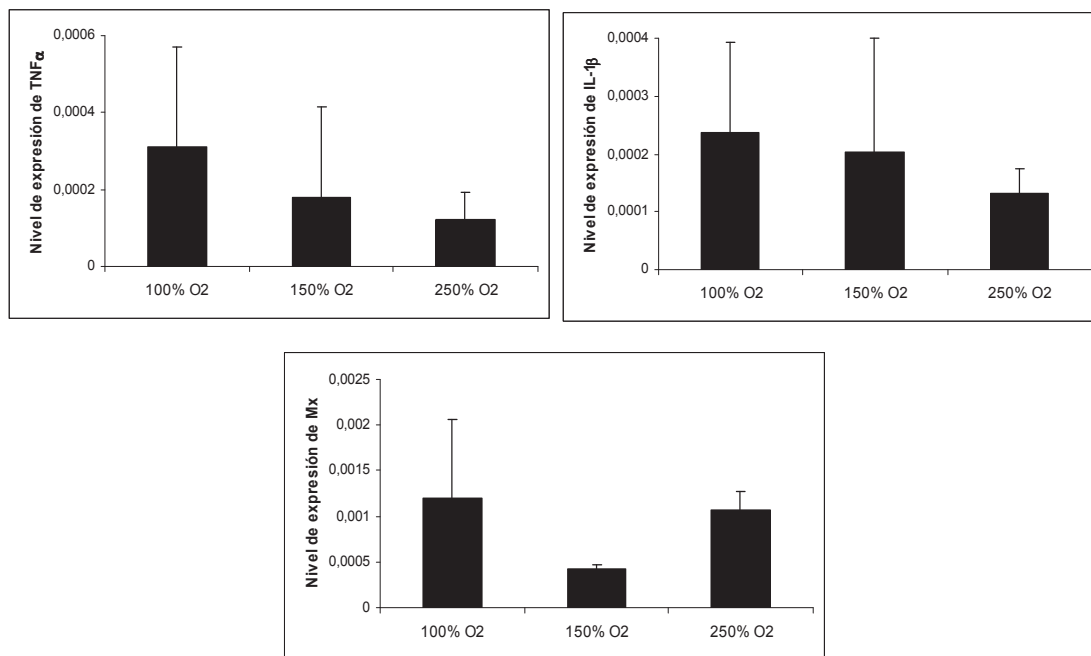 Nivel de expresión de TNFα
0,0006
0,0004
0,0002
0
100% O2 150% O2 250% O2
Nivel de expresión de IL-1β
0,0004
0,0003
0,0002
0,0001
0
100% O2 150% O2 250% O2
Nivel de expresión de Mx
0,0025
0,002
0,0015
0,001
0,0005
0
100% O2 150% O2 250% O2